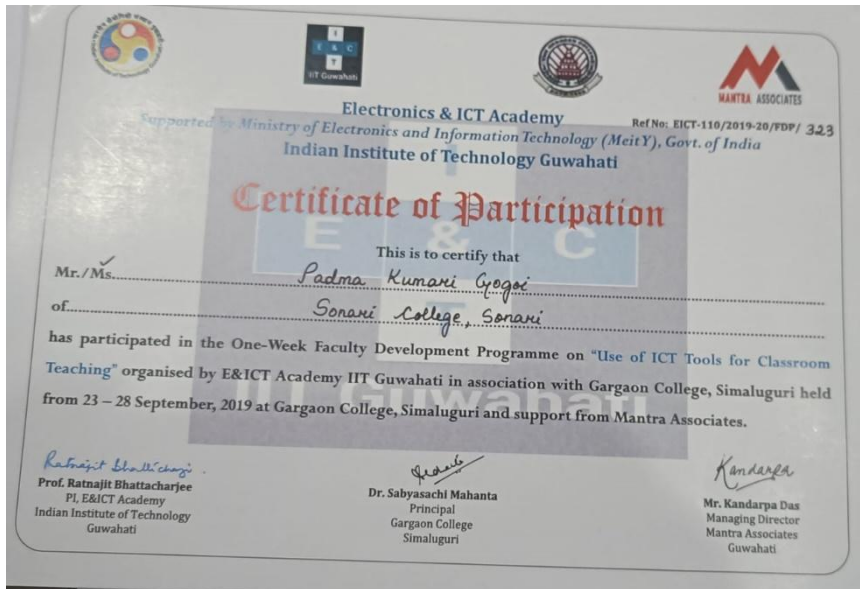 E
E & C
T
IIT Guwahati
MANTRA ASSOCIATES
Electronics & ICT Academy
Ref No: EICT-110/2019-20/FDP/ 323
Supported by Ministry of Electronics and Information Technology (MeitY), Govt. of India
Indian Institute of Technology Guwahati
Certificate of Participation
This is to certify that
Mr./Ms. Padma Kumari Gogoi
of Sonari College, Sonari
has participated in the One-Week Faculty Development Programme on "Use of ICT Tools for Classroom
Teaching" organised by E&ICT Academy IIT Guwahati in association with Gargaon College, Simaluguri held
from 23 – 28 September, 2019 at Gargaon College, Simaluguri and support from Mantra Associates.
E & C
IIT Guwahati
Ratnajit Bhattacharjee
Prof. Ratnajit Bhattacharjee
PI, E&ICT Academy
Indian Institute of Technology
Guwahati
Dr. Sabyasachi Mahanta
Principal
Gargaon College
Simaluguri
Kandarpa
Mr. Kandarpa Das
Managing Director
Mantra Associates
Guwahati